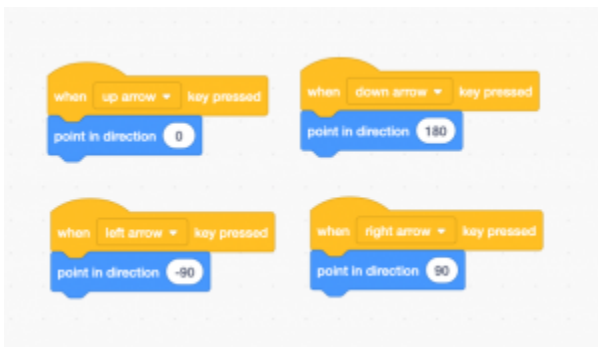 when up arrow key pressed
point in direction 0
when down arrow key pressed
point in direction 180
when left arrow key pressed
point in direction -90
when right arrow key pressed
point in direction 90